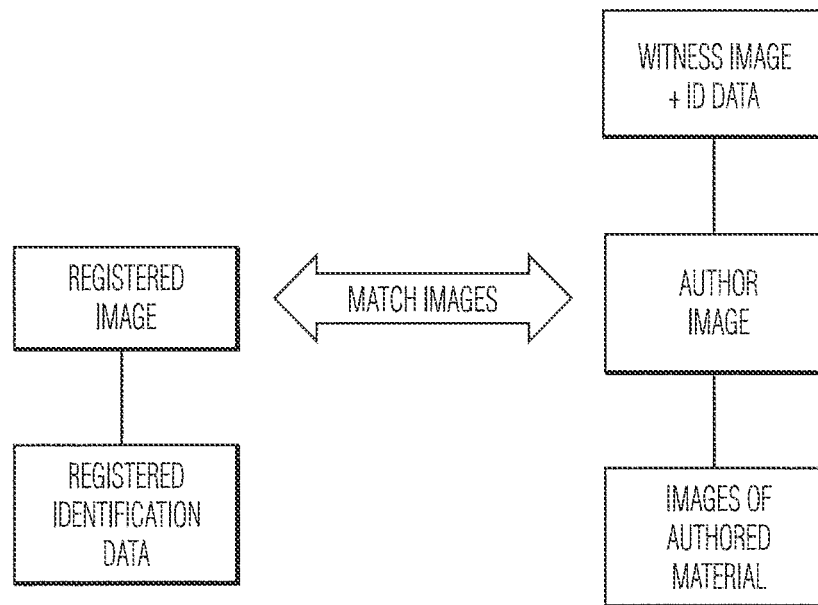 WITNESS IMAGE
+ ID DATA
REGISTERED
IMAGE
MATCH IMAGES
AUTHOR
IMAGE
REGISTERED
IDENTIFICATION
DATA
IMAGES OF
AUTHORED
MATERIAL